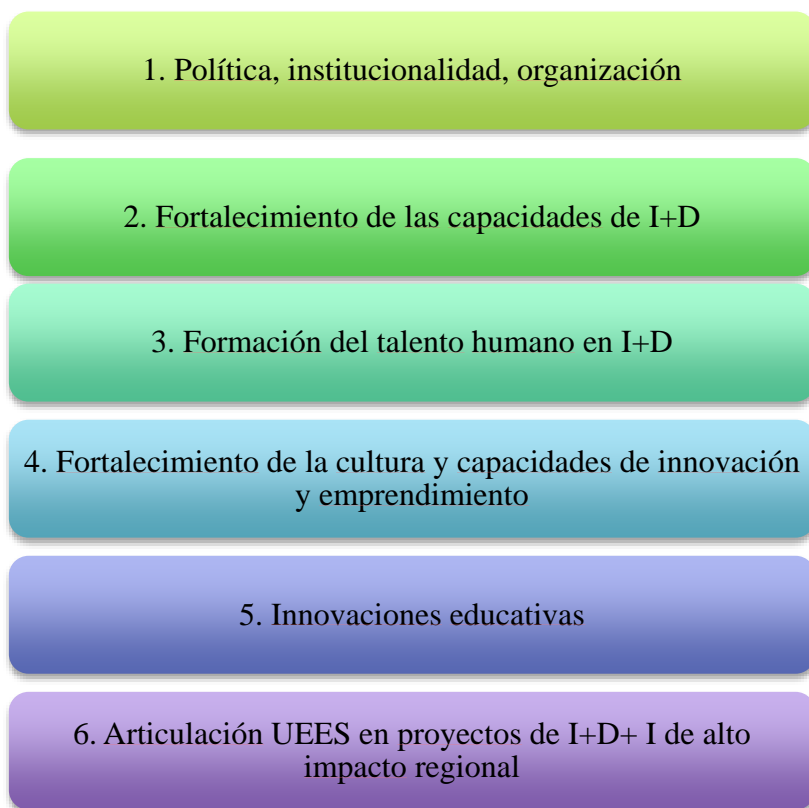 1. Política, institucionalidad, organización
2. Fortalecimiento de las capacidades de I+D
3. Formación del talento humano en I+D
4. Fortalecimiento de la cultura y capacidades de innovación
y emprendimiento
5. Innovaciones educativas
6. Articulación UEES en proyectos de I+D+ I de alto
impacto regional